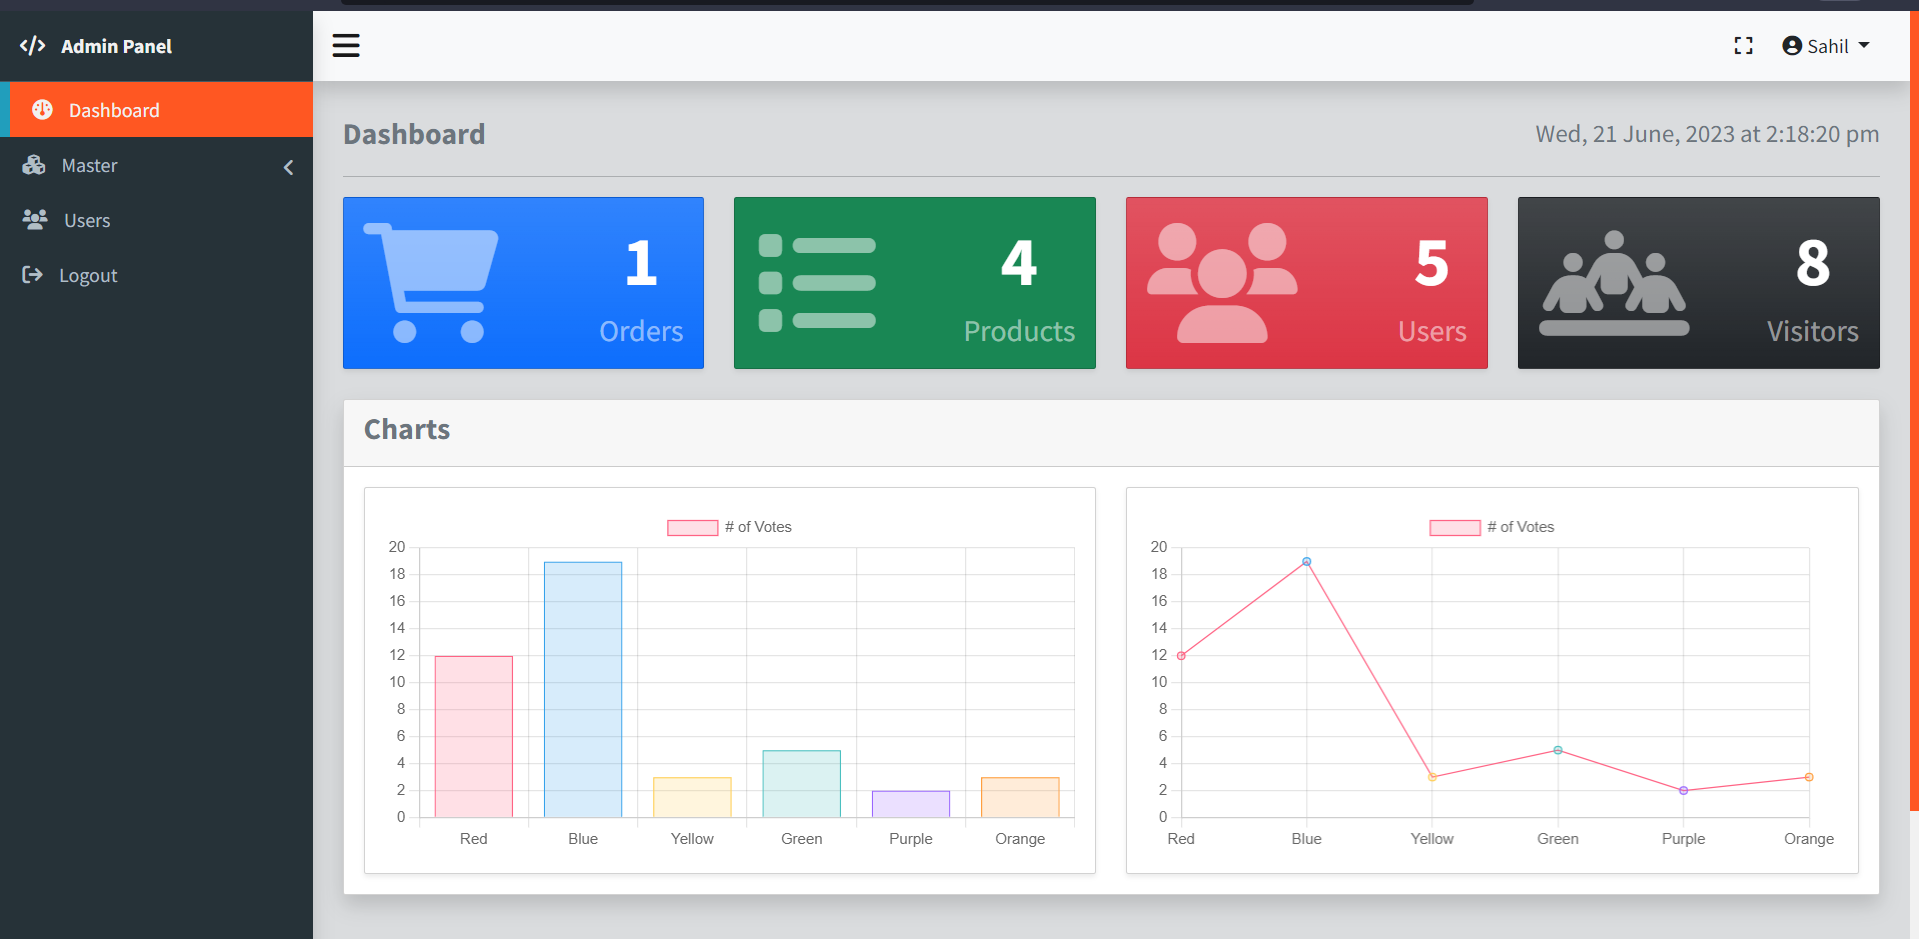 Admin Panel
Sahil
Dashboard
Master
Users
Logout
Dashboard
Wed, 21 June, 2023 at 2:18:20 pm
1
Orders
4
Products
5
Users
8
Visitors
Charts
# of Votes
20
18
16
14
12
10
8
6
4
2
0
Red Blue Yellow Green Purple Orange
# of Votes
20
18
16
14
12
10
8
6
4
2
0
Red Blue Yellow Green Purple Orange